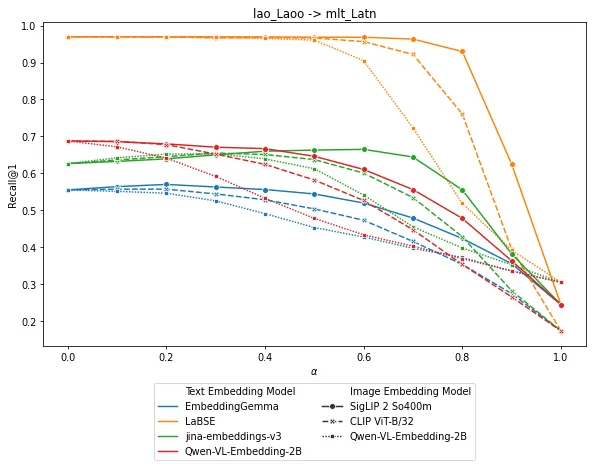 lao_Laoo -> mlt_Latn
1.0
0.9
0.8
0.7
0.6
0.5
0.4
0.3
0.2
Recall@1
0.0 0.2 0.4 0.6 0.8 1.0
α
Text Embedding Model Image Embedding Model
EmbeddingGemma SigLIP 2 So400m
LaBSE CLIP ViT-B/32
jina-embeddings-v3 Qwen-VL-Embedding-2B
Qwen-VL-Embedding-2B